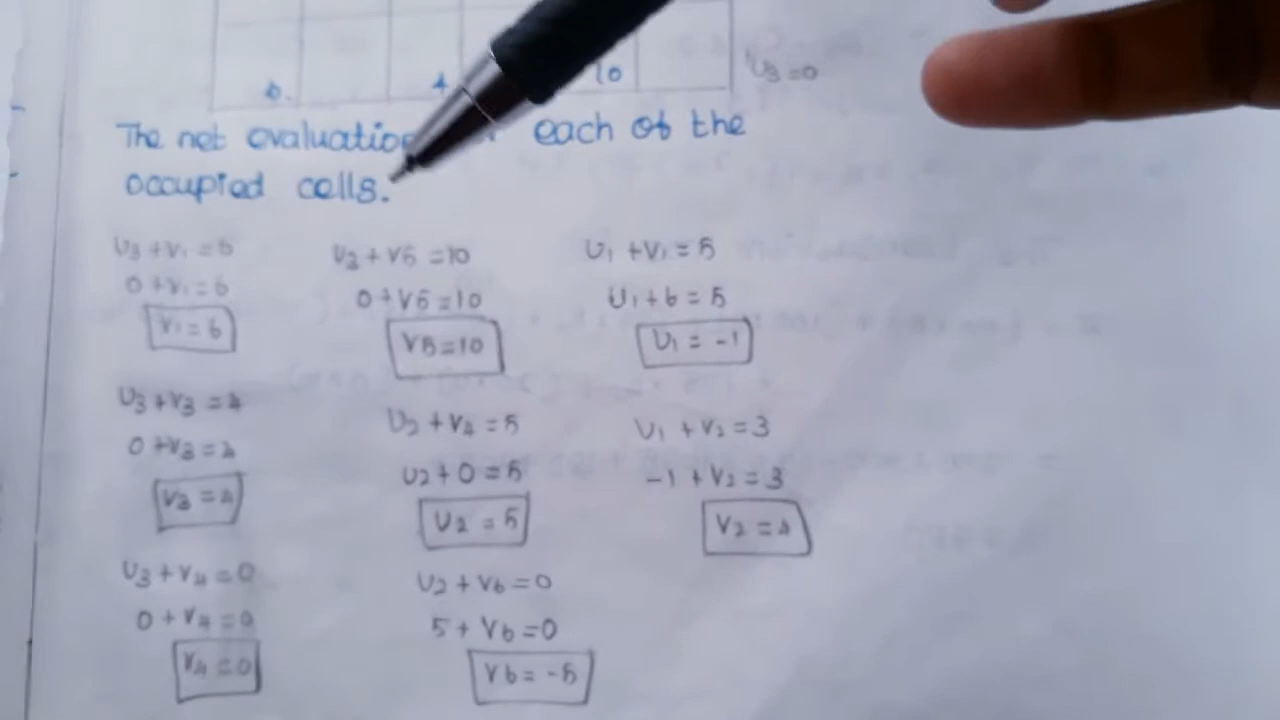 6. 4 10 U3 = 0
The net evaluation each of the
occupied cells.
U3 + V1 = 6
0 + V1 = 6
V1 = 6
U3 + V3 = 4
0 + V3 = 4
V3 = 4
U3 + V4 = 0
0 + V4 = 0
V4 = 0
U2 + V5 = 10
0 + V5 = 10
V5 = 10
U2 + V4 = 5
U2 + 0 = 5
U2 = 5
U2 + V6 = 0
5 + V6 = 0
V6 = -5
U1 + V1 = 5
U1 + 6 = 5
U1 = -1
U1 + V2 = 3
-1 + V2 = 3
V2 = 4